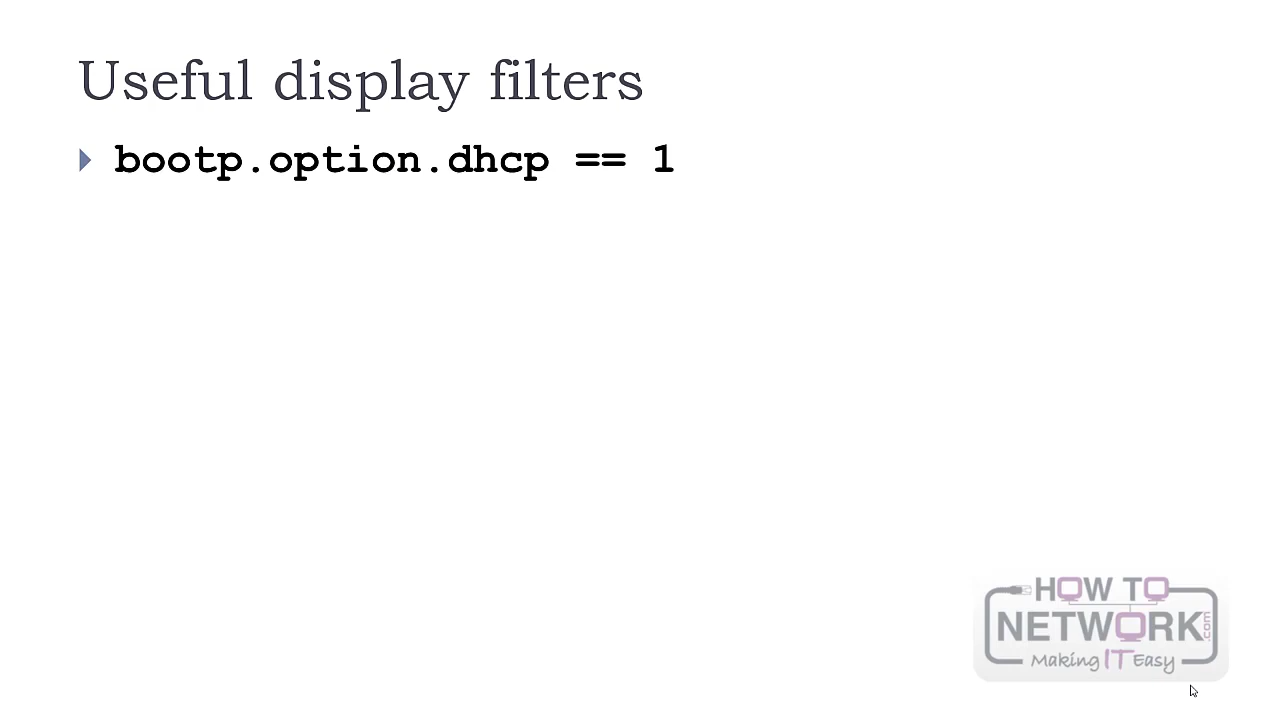 Useful display filters
bootp.option.dhcp == 1
HOW TO
NETWORK.com
Making IT Easy